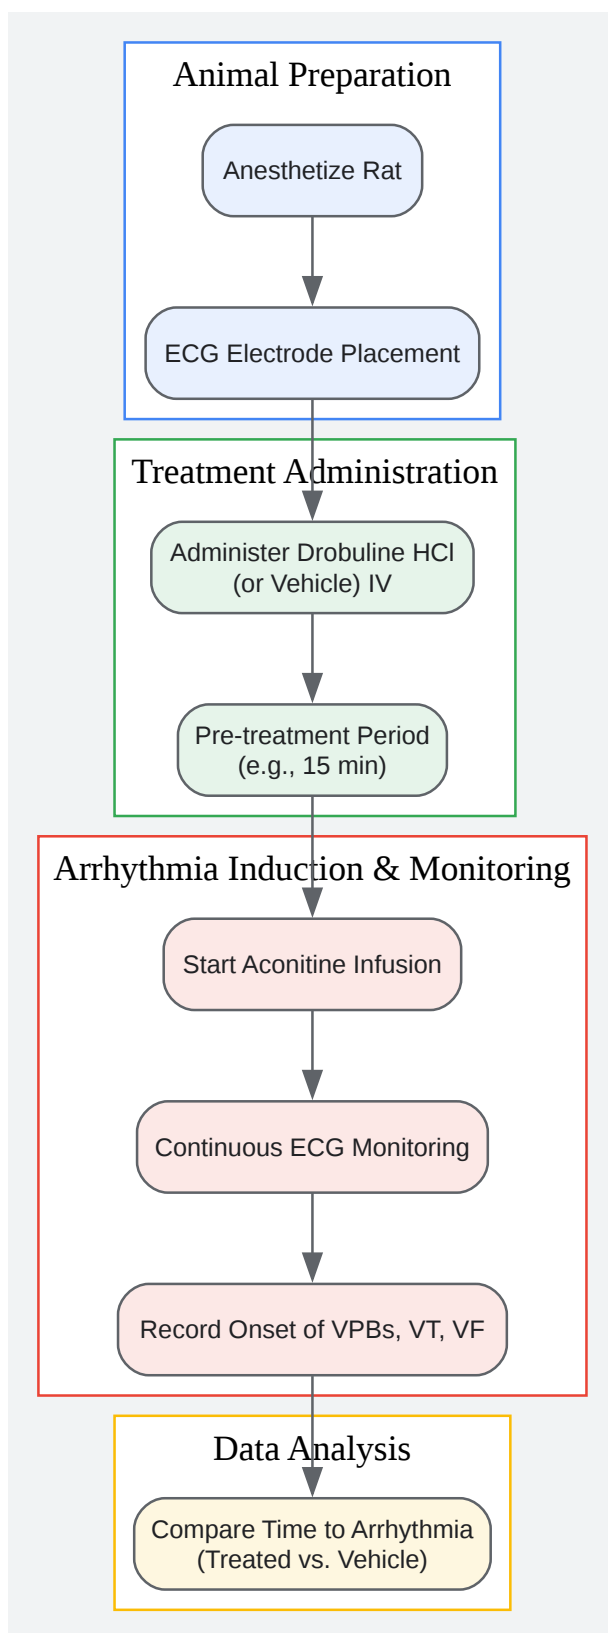 Animal Preparation
Anesthetize Rat
ECG Electrode Placement
Treatment Administration
Administer Drobuline HCl
(or Vehicle) IV
Pre-treatment Period
(e.g., 15 min)
Arrhythmia Induction & Monitoring
Start Aconitine Infusion
Continuous ECG Monitoring
Record Onset of VPBs, VT, VF
Data Analysis
Compare Time to Arrhythmia
(Treated vs. Vehicle)